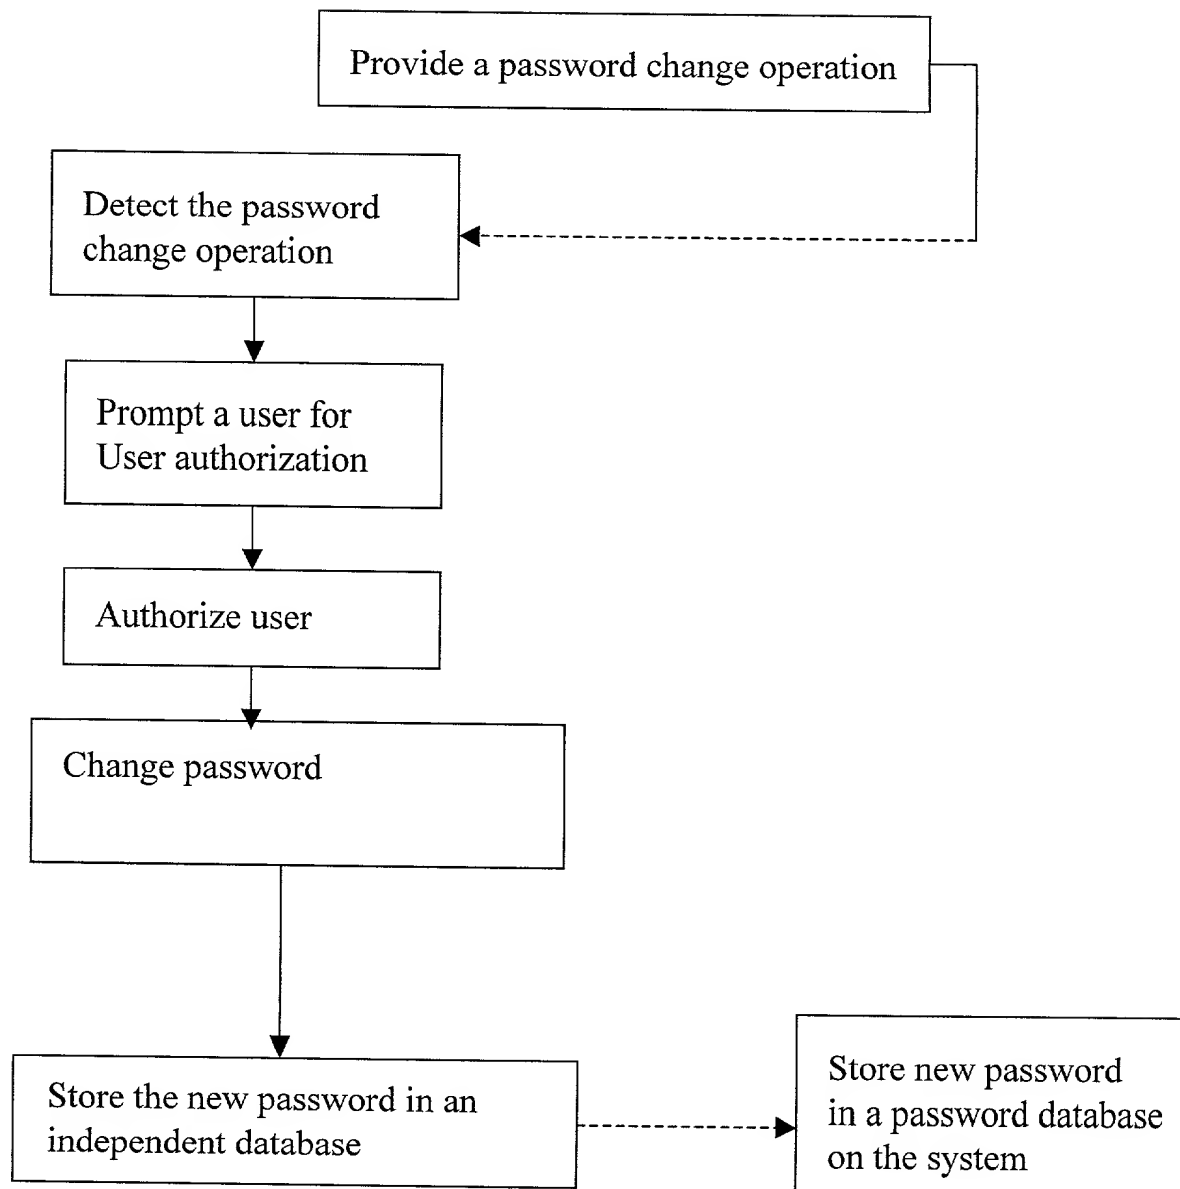 Provide a password change operation
Detect the password
change operation
Prompt a user for
User authorization
Authorize user
Change password
Store the new password in an
independent database
Store new password
in a password database
on the system